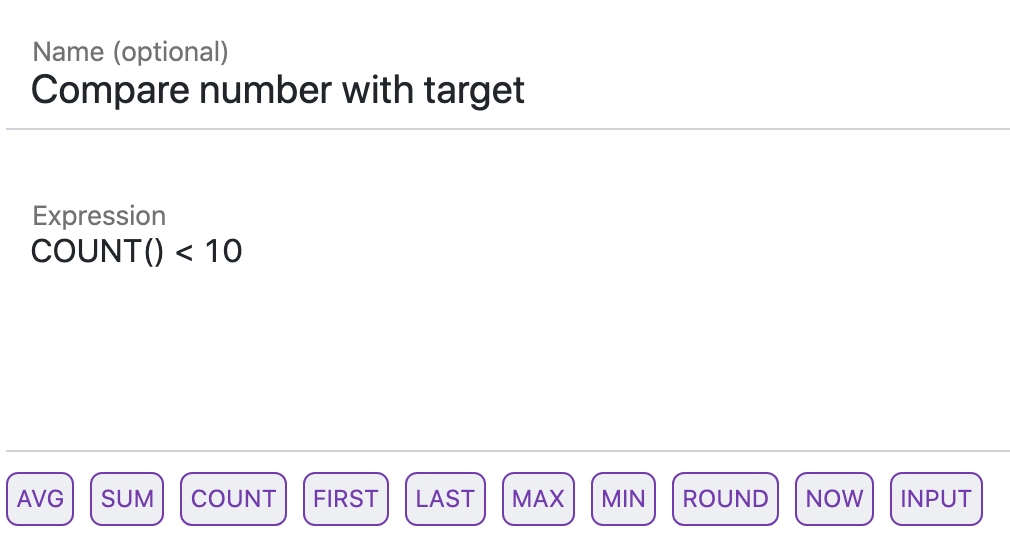 Name (optional)
Compare number with target
Expression
COUNT() < 10
AVG SUM COUNT FIRST LAST MAX MIN ROUND NOW INPUT